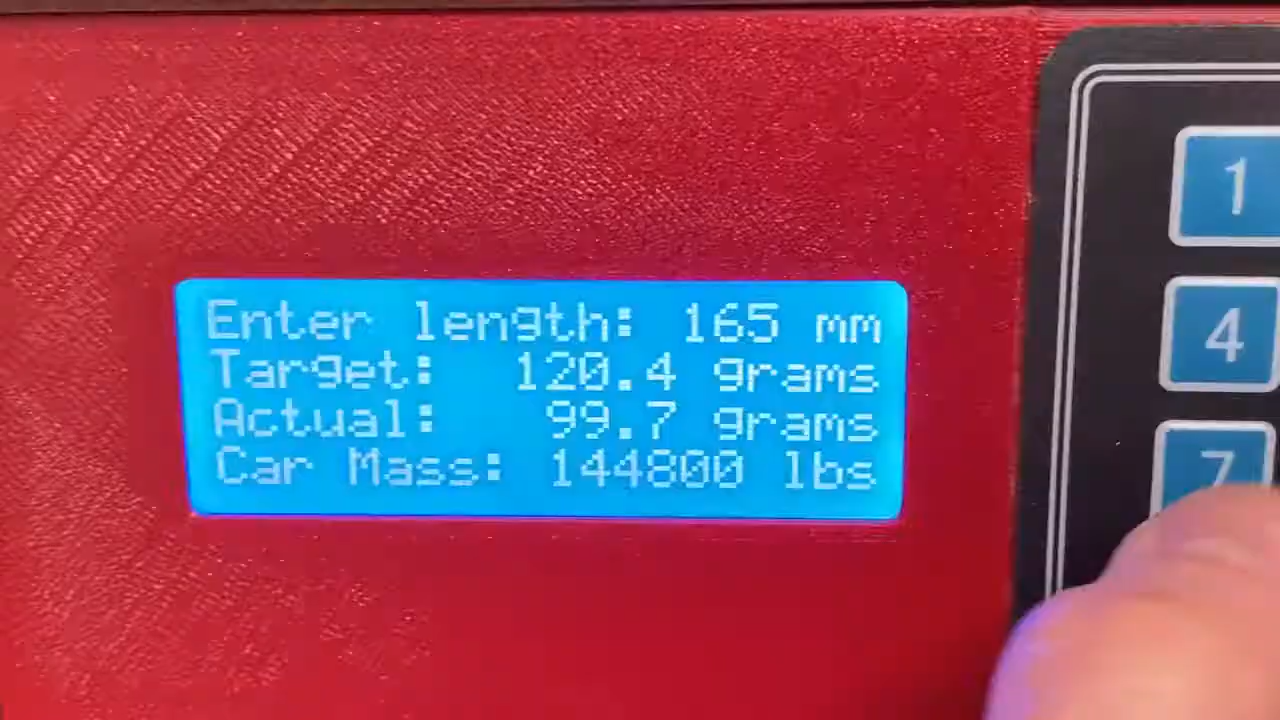 Enter length: 165 mm
Target: 120.4 grams
Actual: 99.7 grams
Car Mass: 144800 lbs
1
4
7